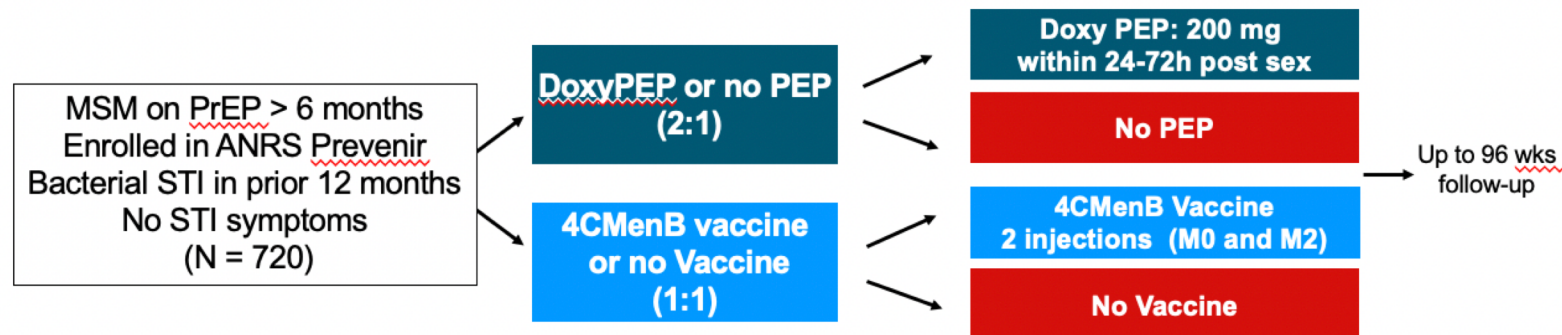 MSM on PrEP > 6 months
Enrolled in ANRS Prevenir
Bacterial STI in prior 12 months
No STI symptoms
(N = 720)
DoxyPEP or no PEP
(2:1)
4CMenB vaccine
or no Vaccine
(1:1)
Doxy PEP: 200 mg
within 24-72h post sex
No PEP
4CMenB Vaccine
2 injections (M0 and M2)
No Vaccine
Up to 96 wks
follow-up